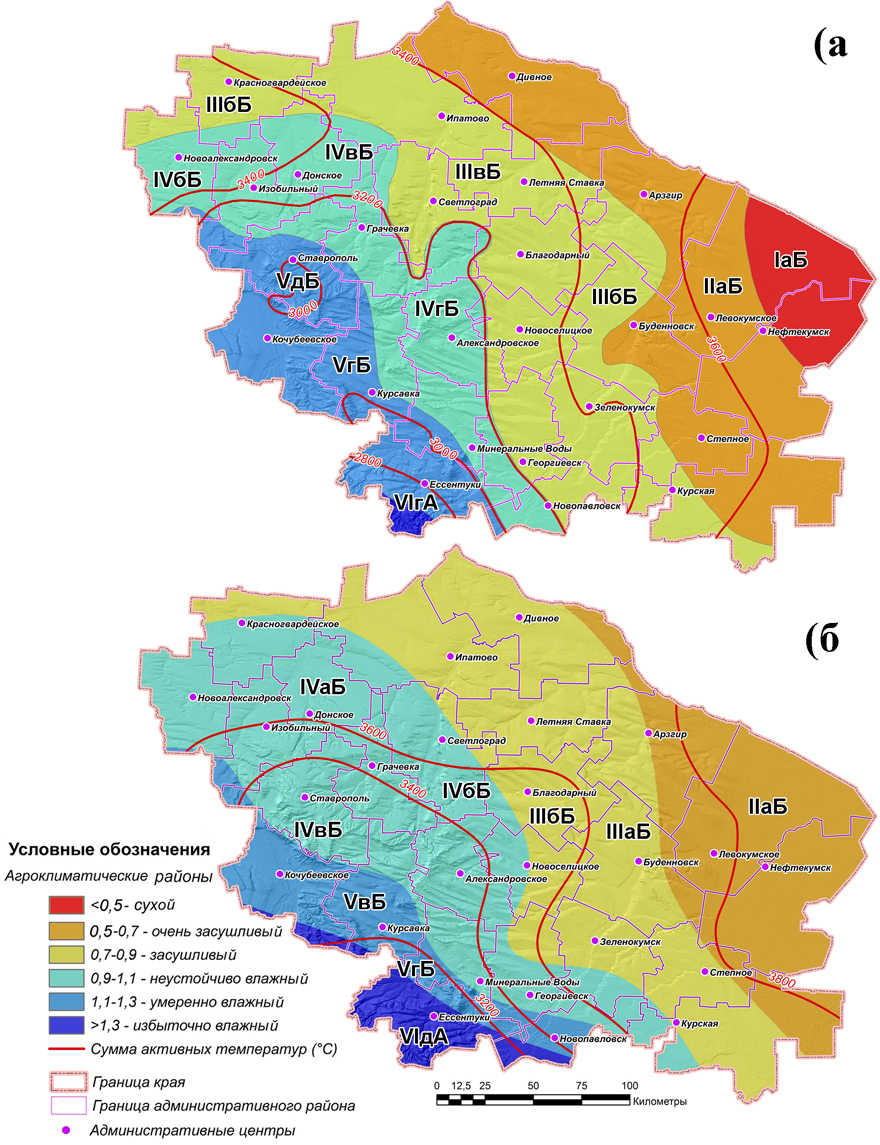 (а
3400
Дивное
Красногвардейское
IIIбБ
Ипатово
Новоалександровск
IVвБ
IVбБ
Донское
3400
Изобильный
IIIвБ
Летняя Ставка
3200
Светлоград
Арзгир
Грачевка
Ставрополь
VдБ
3000
Благодарный
IаБ
IIIбБ
IIаБ
IVгБ
Левокумское
Буденновск
Нефтекумск
Новоселицкое
Кочубеевское
Александровское
3600
VгБ
Курсавка
Зеленокумск
3000
Минеральные Воды
Степное
2800
Георгиевск
Ессентуки
Курская
VIгА
Новопавловск
(б
Дивное
Красногвардейское
Ипатово
IVаБ
Новоалександровск
Донское
Изобильный
3600
Летняя Ставка
Светлоград
Арзгир
Грачевка
3400
IVбБ
Благодарный
Ставрополь
IIаБ
IIIбБ
IIIаБ
IVвБ
Левокумское
Буденновск
Нефтекумск
Новоселицкое
Кочубеевское
Александровское
VвБ
Курсавка
Зеленокумск
VгБ
Степное
3800
Минеральные Воды
Георгиевск
3200
Ессентуки
Курская
VIдА
Новопавловск
Условные обозначения
Агроклиматические районы
<0,5- сухой
0,5-0,7 - очень засушливый
0,7-0,9 - засушливый
0,9-1,1 - неустойчиво влажный
1,1-1,3 - умеренно влажный
>1,3 - избыточно влажный
Сумма активных температур (°С)
Граница края
Граница административного района
Административные центры
0 12,5 25 50 75 100
Километры